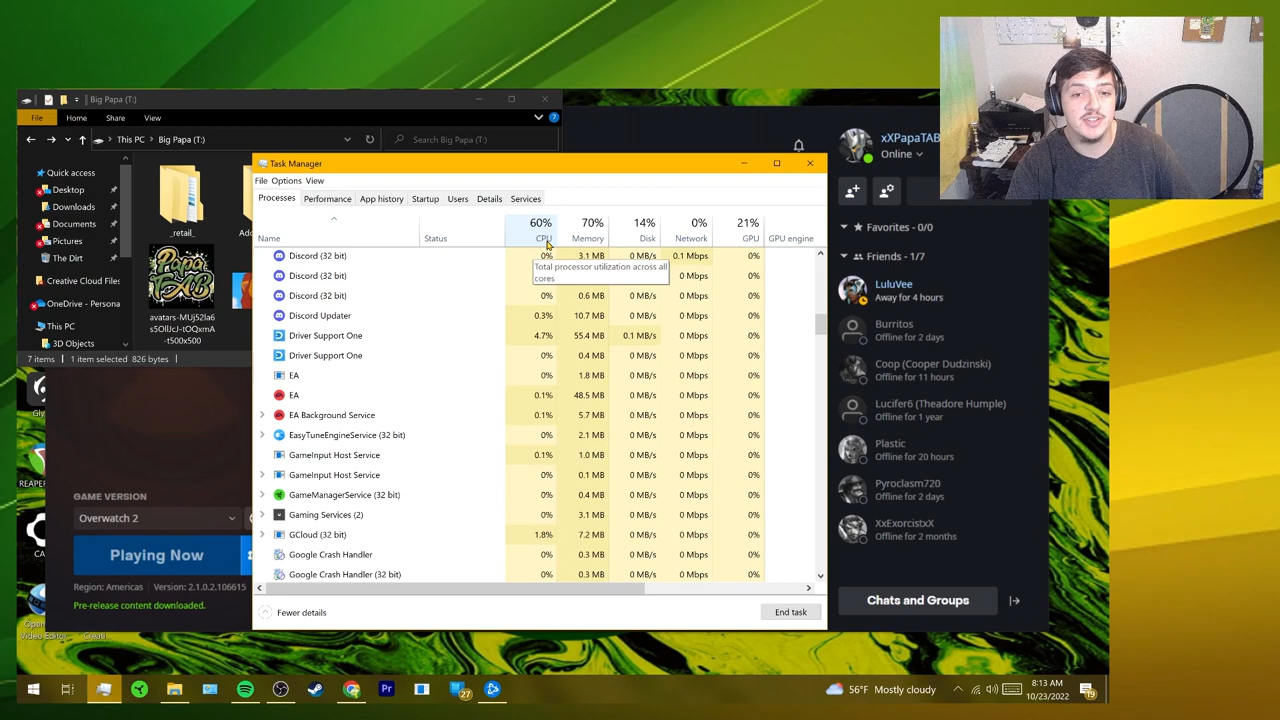 Big Papa (T:)
File Home Share View
This PC > Big Papa (T:)
Search Big Papa (T:)
Quick access
Desktop
Downloads
Documents
Pictures
The Dirt
Creative Cloud Files
OneDrive - Persona
This PC
3D Objects
_retail_
Ado
Papa TAB
avatars-MUj52Ia6
s5OllJcJ-tOQxmA
-t500x500
7 items 1 item selected 826 bytes
Task Manager
File Options View
Processes Performance App history Startup Users Details Services
60% 70% 14% 0% 21%
Name Status CPU Memory Disk Network GPU GPU engine
Discord (32 bit) 0% 3.1 MB 0 MB/s 0.1 Mbps 0%
Total processor utilization across all
cores
Discord (32 bit) 0 Mbps 0%
Discord (32 bit) 0% 0.6 MB 0 MB/s 0 Mbps 0%
Discord Updater 0.3% 10.7 MB 0 MB/s 0 Mbps 0%
Driver Support One 4.7% 55.4 MB 0.1 MB/s 0 Mbps 0%
Driver Support One 0% 0.4 MB 0 MB/s 0 Mbps 0%
EA 0% 1.8 MB 0 MB/s 0 Mbps 0%
EA 0.1% 48.5 MB 0 MB/s 0 Mbps 0%
EA Background Service 0.1% 5.7 MB 0 MB/s 0 Mbps 0%
EasyTuneEngineService (32 bit) 0% 2.1 MB 0 MB/s 0 Mbps 0%
GameInput Host Service 0.1% 1.0 MB 0 MB/s 0 Mbps 0%
GameInput Host Service 0% 0.1 MB 0 MB/s 0 Mbps 0%
GameManagerService (32 bit) 0% 0.4 MB 0 MB/s 0 Mbps 0%
Gaming Services (2) 0% 3.1 MB 0 MB/s 0 Mbps 0%
GCloud (32 bit) 1.8% 7.2 MB 0 MB/s 0 Mbps 0%
Google Crash Handler 0% 0.3 MB 0 MB/s 0 Mbps 0%
Google Crash Handler (32 bit) 0% 0.3 MB 0 MB/s 0 Mbps 0%
Fewer details End task
xXPapaTAB
Online
Favorites - 0/0
Friends - 1/7
LuluVee
Away for 4 hours
Burritos
Offline for 2 days
Coop (Cooper Dudzinski)
Offline for 11 hours
Lucifer6 (Theadore Humple)
Offline for 1 year
Plastic
Offline for 20 hours
Pyroclasm720
Offline for 2 days
XxExorcistxX
Offline for 2 months
Chats and Groups
Gly
REAPER
CA
Open
Video Editor Creati
GAME VERSION
Overwatch 2
Playing Now
Region: Americas Version: 2.1.0.2.106615
Pre-release content downloaded.
Pr 27
56°F Mostly cloudy
8:13 AM
10/23/2022
19